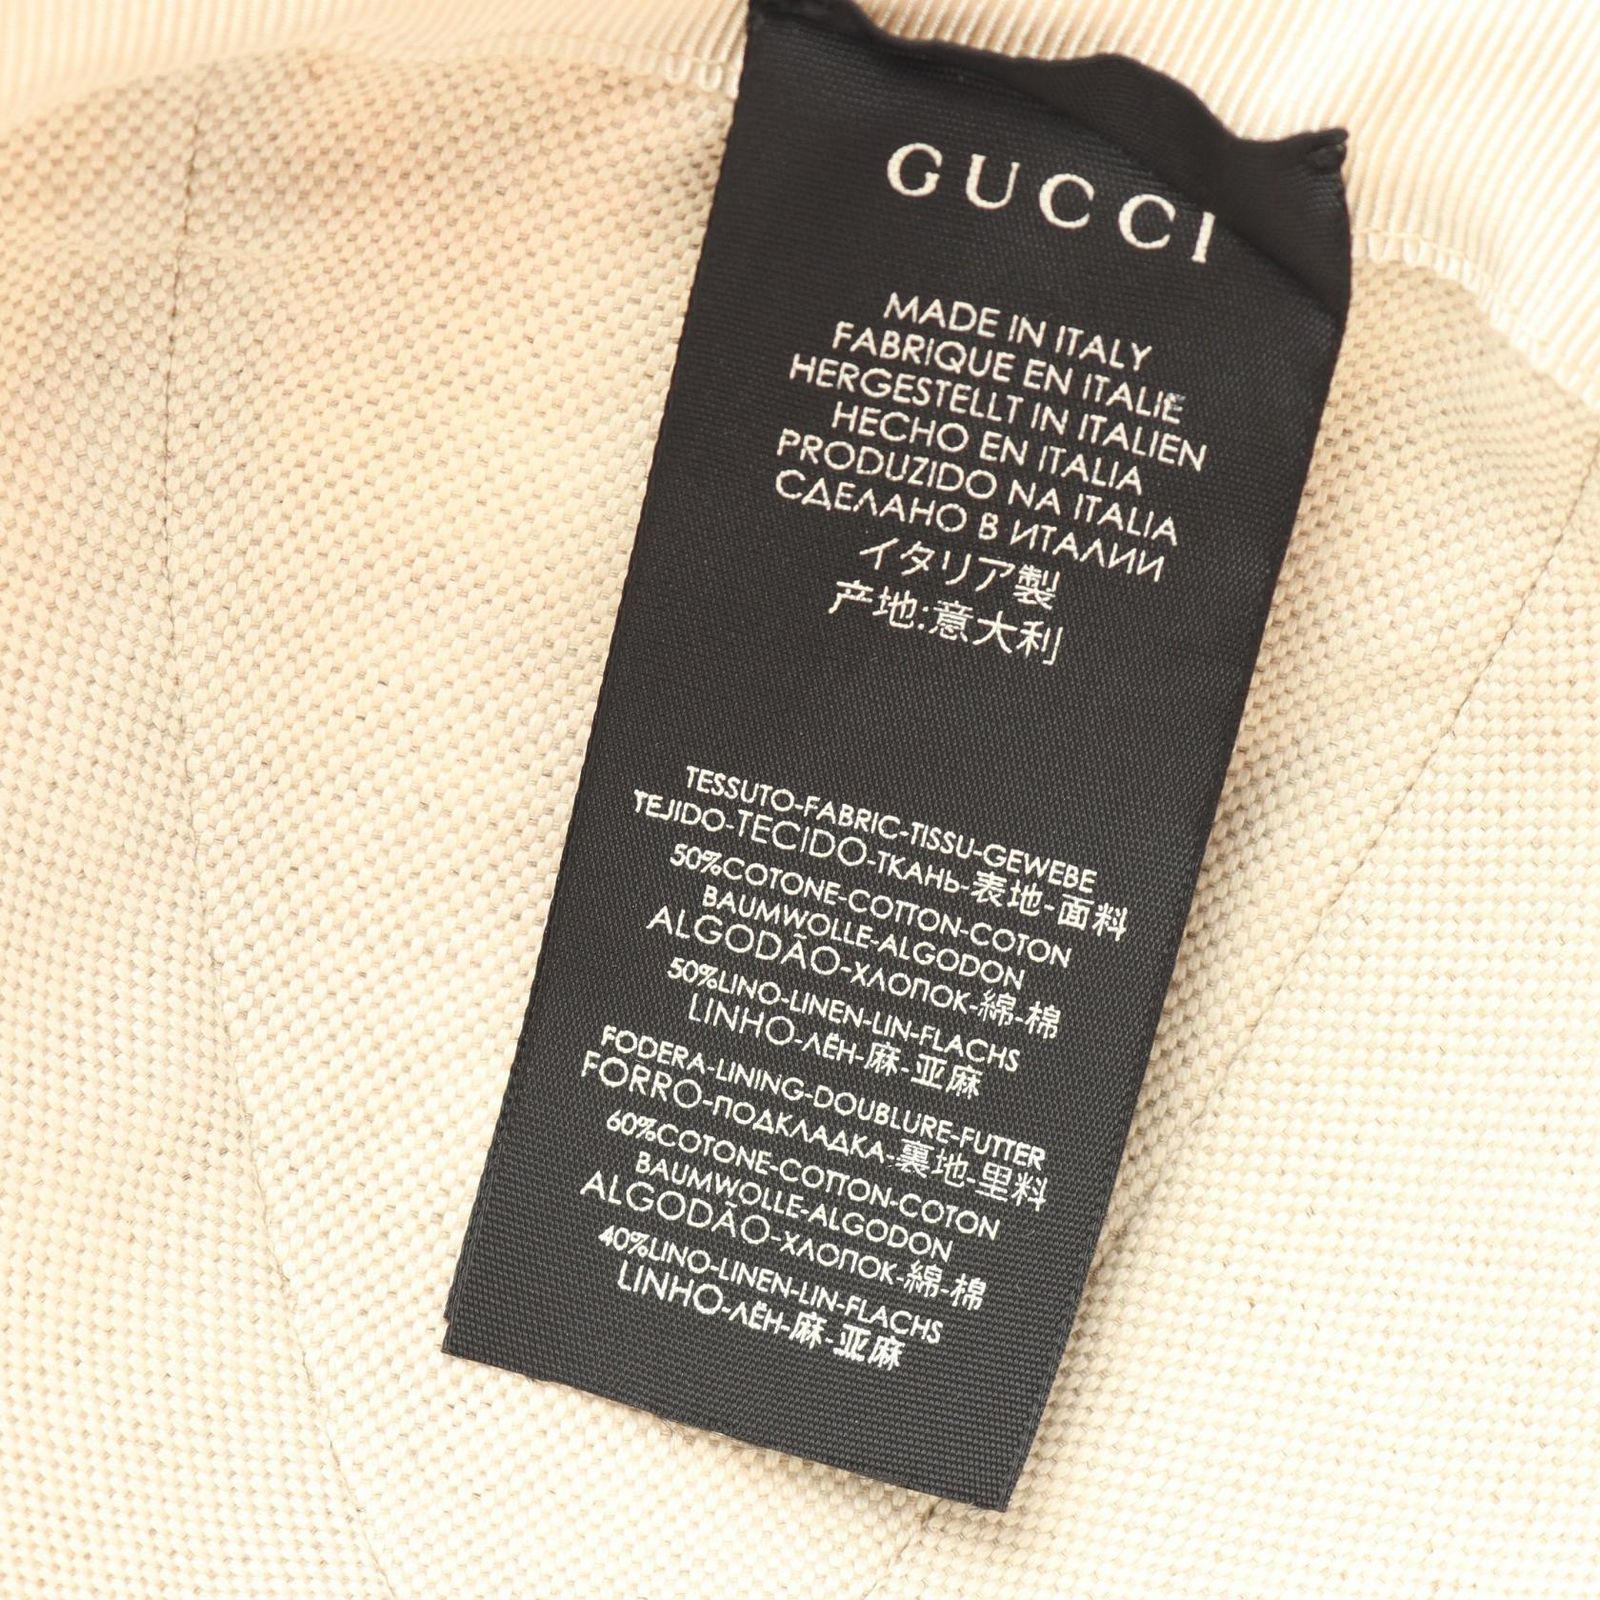 GUCCI
MADE IN ITALY
FABRIQUE EN ITALIE
HERGESTELLT IN ITALIEN
HECHO EN ITALIA
PRODUZIDO NA ITALIA
СДЕЛАНО В ИТАЛИИ
イタリア製
产地:意大利
TESSUTO-FABRIC-TISSU-GEWEBE
TEJIDO-TECIDO-ТКАНЬ-表地-面料
50%COTONE-COTTON-COTON
BAUMWOLLE-ALGODON
ALGODÃO-ХЛОПОК-綿-棉
50%LINO-LINEN-LIN-FLACHS
LINHO-ЛЁН-麻-亚麻
FODERA-LINING-DOUBLURE-FUTTER
FORRO-ПОДКЛАДКА-裏地-里料
60%COTONE-COTTON-COTON
BAUMWOLLE-ALGODON
ALGODÃO-ХЛОПОК-綿-棉
40%LINO-LINEN-LIN-FLACHS
LINHO-ЛЁН-麻-亚麻